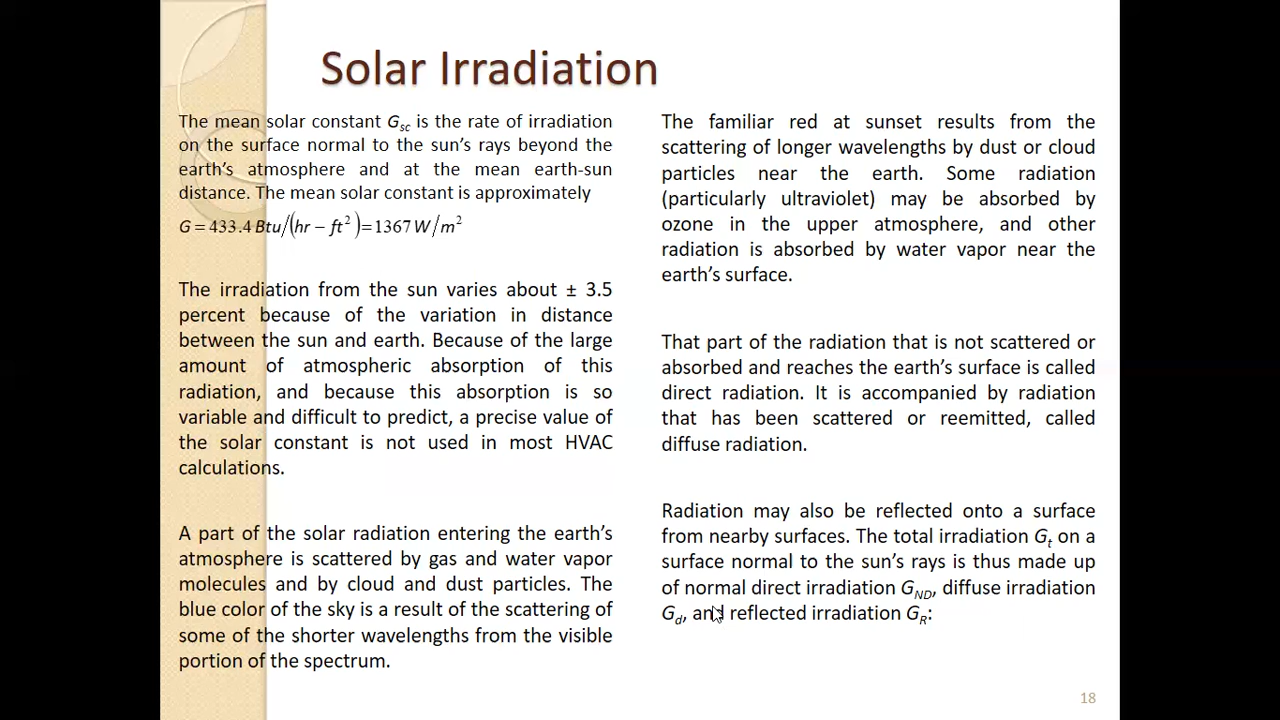 Solar Irradiation
The mean solar constant Gsc is the rate of irradiation
on the surface normal to the sun's rays beyond the
earth's atmosphere and at the mean earth-sun
distance. The mean solar constant is approximately
G = 433.4 Btu/(hr − ft²) = 1367 W/m²
The irradiation from the sun varies about ± 3.5
percent because of the variation in distance
between the sun and earth. Because of the large
amount of atmospheric absorption of this
radiation, and because this absorption is so
variable and difficult to predict, a precise value of
the solar constant is not used in most HVAC
calculations.
A part of the solar radiation entering the earth's
atmosphere is scattered by gas and water vapor
molecules and by cloud and dust particles. The
blue color of the sky is a result of the scattering of
some of the shorter wavelengths from the visible
portion of the spectrum.
The familiar red at sunset results from the
scattering of longer wavelengths by dust or cloud
particles near the earth. Some radiation
(particularly ultraviolet) may be absorbed by
ozone in the upper atmosphere, and other
radiation is absorbed by water vapor near the
earth's surface.
That part of the radiation that is not scattered or
absorbed and reaches the earth's surface is called
direct radiation. It is accompanied by radiation
that has been scattered or reemitted, called
diffuse radiation.
Radiation may also be reflected onto a surface
from nearby surfaces. The total irradiation Gt on a
surface normal to the sun's rays is thus made up
of normal direct irradiation GND, diffuse irradiation
Gd, and reflected irradiation GR:
18